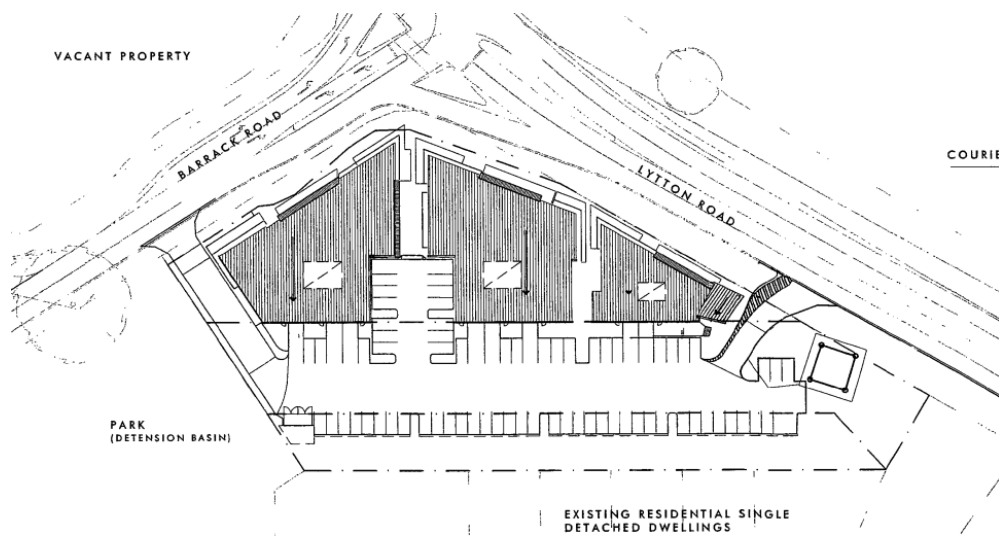 VACANT PROPERTY
BARRACK ROAD
LYTTON ROAD
COURIE
PARK
(DETENSION BASIN)
EXISTING RESIDENTIAL SINGLE
DETACHED DWELLINGS